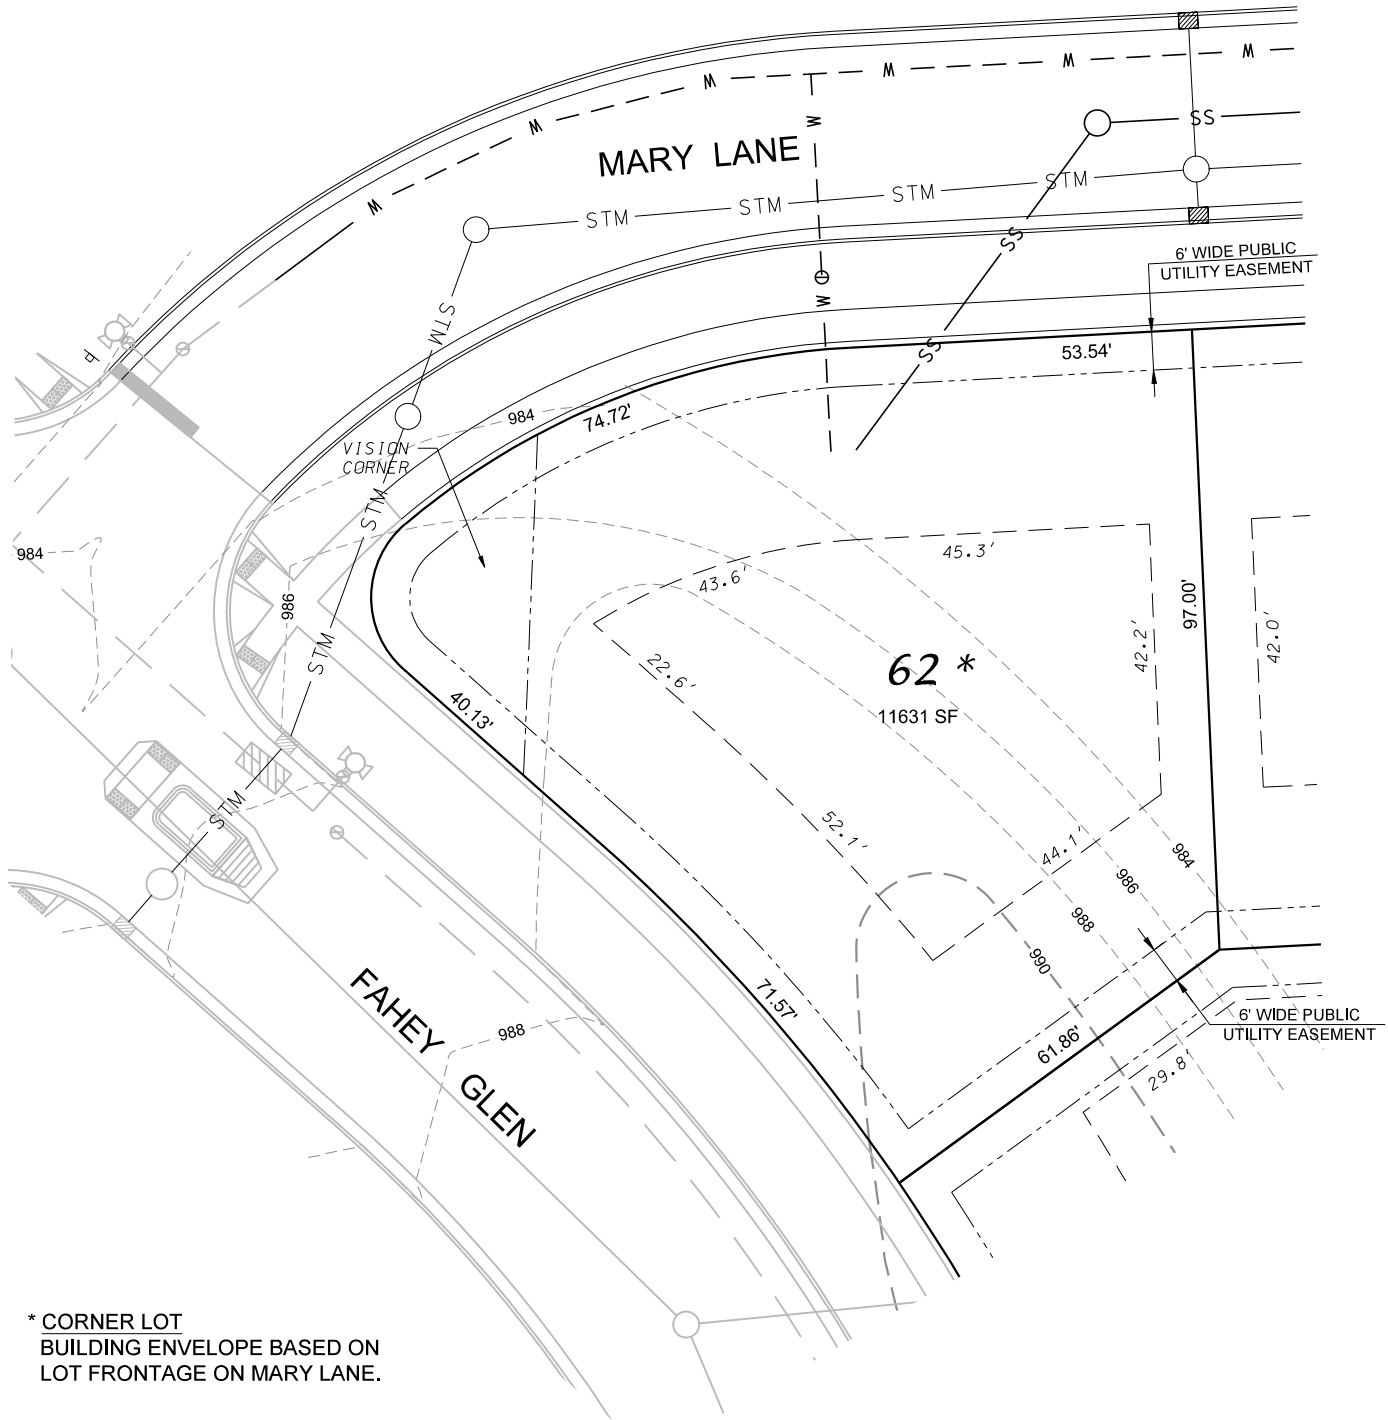 W
W
W
W
W
W
W
W
MARY LANE
SS
SS
SS
STM
STM
STM
STM
STM
STM
STM
STM
6' WIDE PUBLIC
UTILITY EASEMENT
53.54'
984
74.72'
VISION
CORNER
984
45.3'
43.6'
986
97.00'
42.2'
42.0'
22.6'
62 *
11631 SF
40.13'
52.1'
44.1'
984
986
988
990
71.57'
6' WIDE PUBLIC
UTILITY EASEMENT
61.86'
29.8'
988
FAHEY GLEN
* CORNER LOT
BUILDING ENVELOPE BASED ON
LOT FRONTAGE ON MARY LANE.